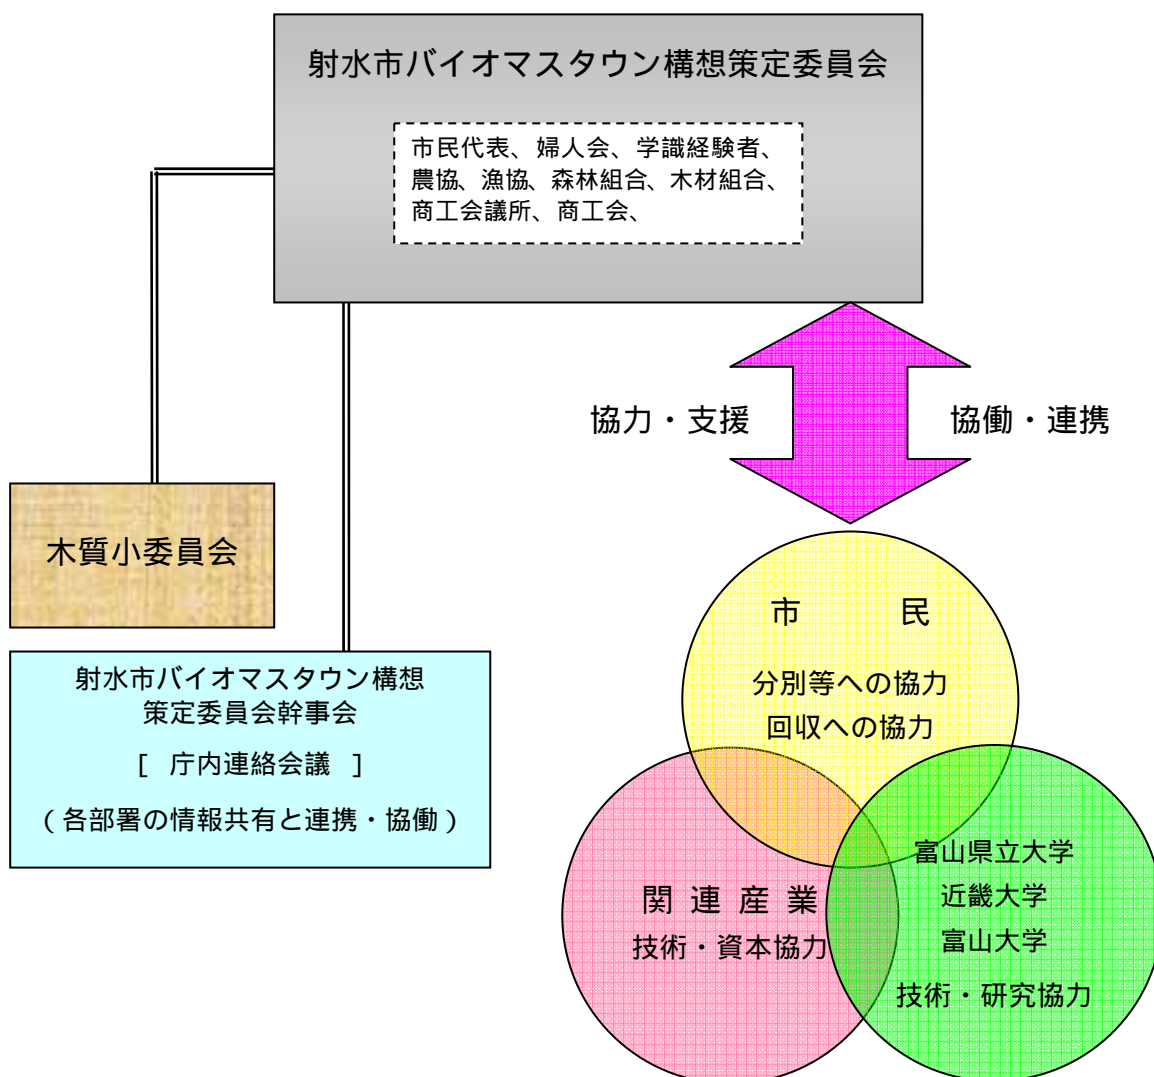 射水市バイオマスタウン構想策定委員会
市民代表、婦人会、学識経験者、
農協、漁協、森林組合、木材組合、
商工会議所、商工会、
協力・支援
協働・連携
木質小委員会
射水市バイオマスタウン構想
策定委員会幹事会
[ 庁内連絡会議 ]
(各部署の情報共有と連携・協働)
市 民
分別等への協力
回収への協力
関連産業
技術・資本協力
富山県立大学
近畿大学
富山大学
技術・研究協力